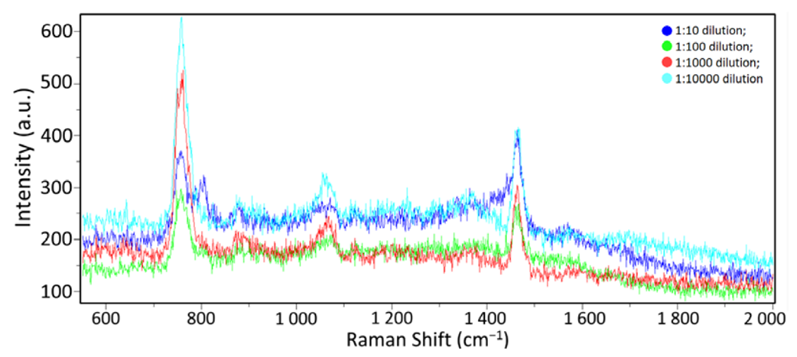 600
500
400
300
200
100
Intensity (a.u.)
1:10 dilution;
1:100 dilution;
1:1000 dilution;
1:10000 dilution
600 800 1 000 1 200 1 400 1 600 1 800 2 000
Raman Shift (cm⁻¹)